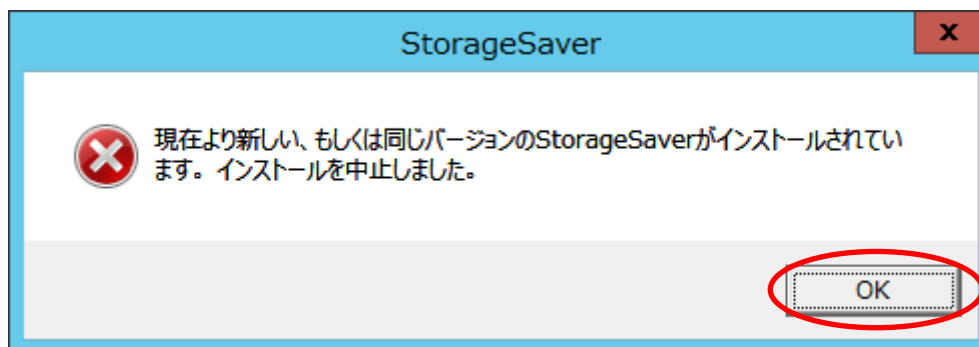 StorageSaver
x
現在より新しい、もしくは同じバージョンのStorageSaverがインストールされてい
ます。インストールを中止しました。
OK